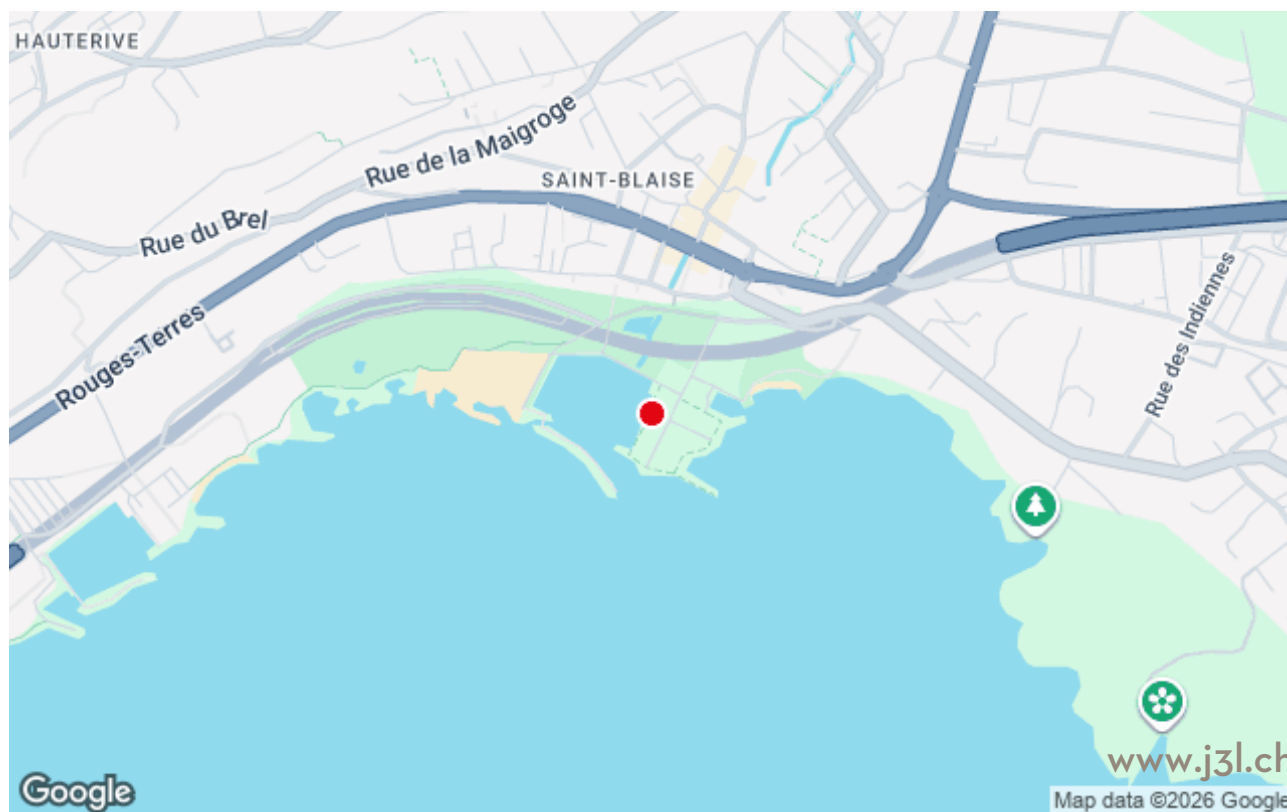 HAUTERIVE
Rue de la Maigroge
SAINT-BLAISE
Rue du Brel
Rue des Indiennes
Rouges-Terres
www.j3l.ch
Google
Map data ©2026 Google